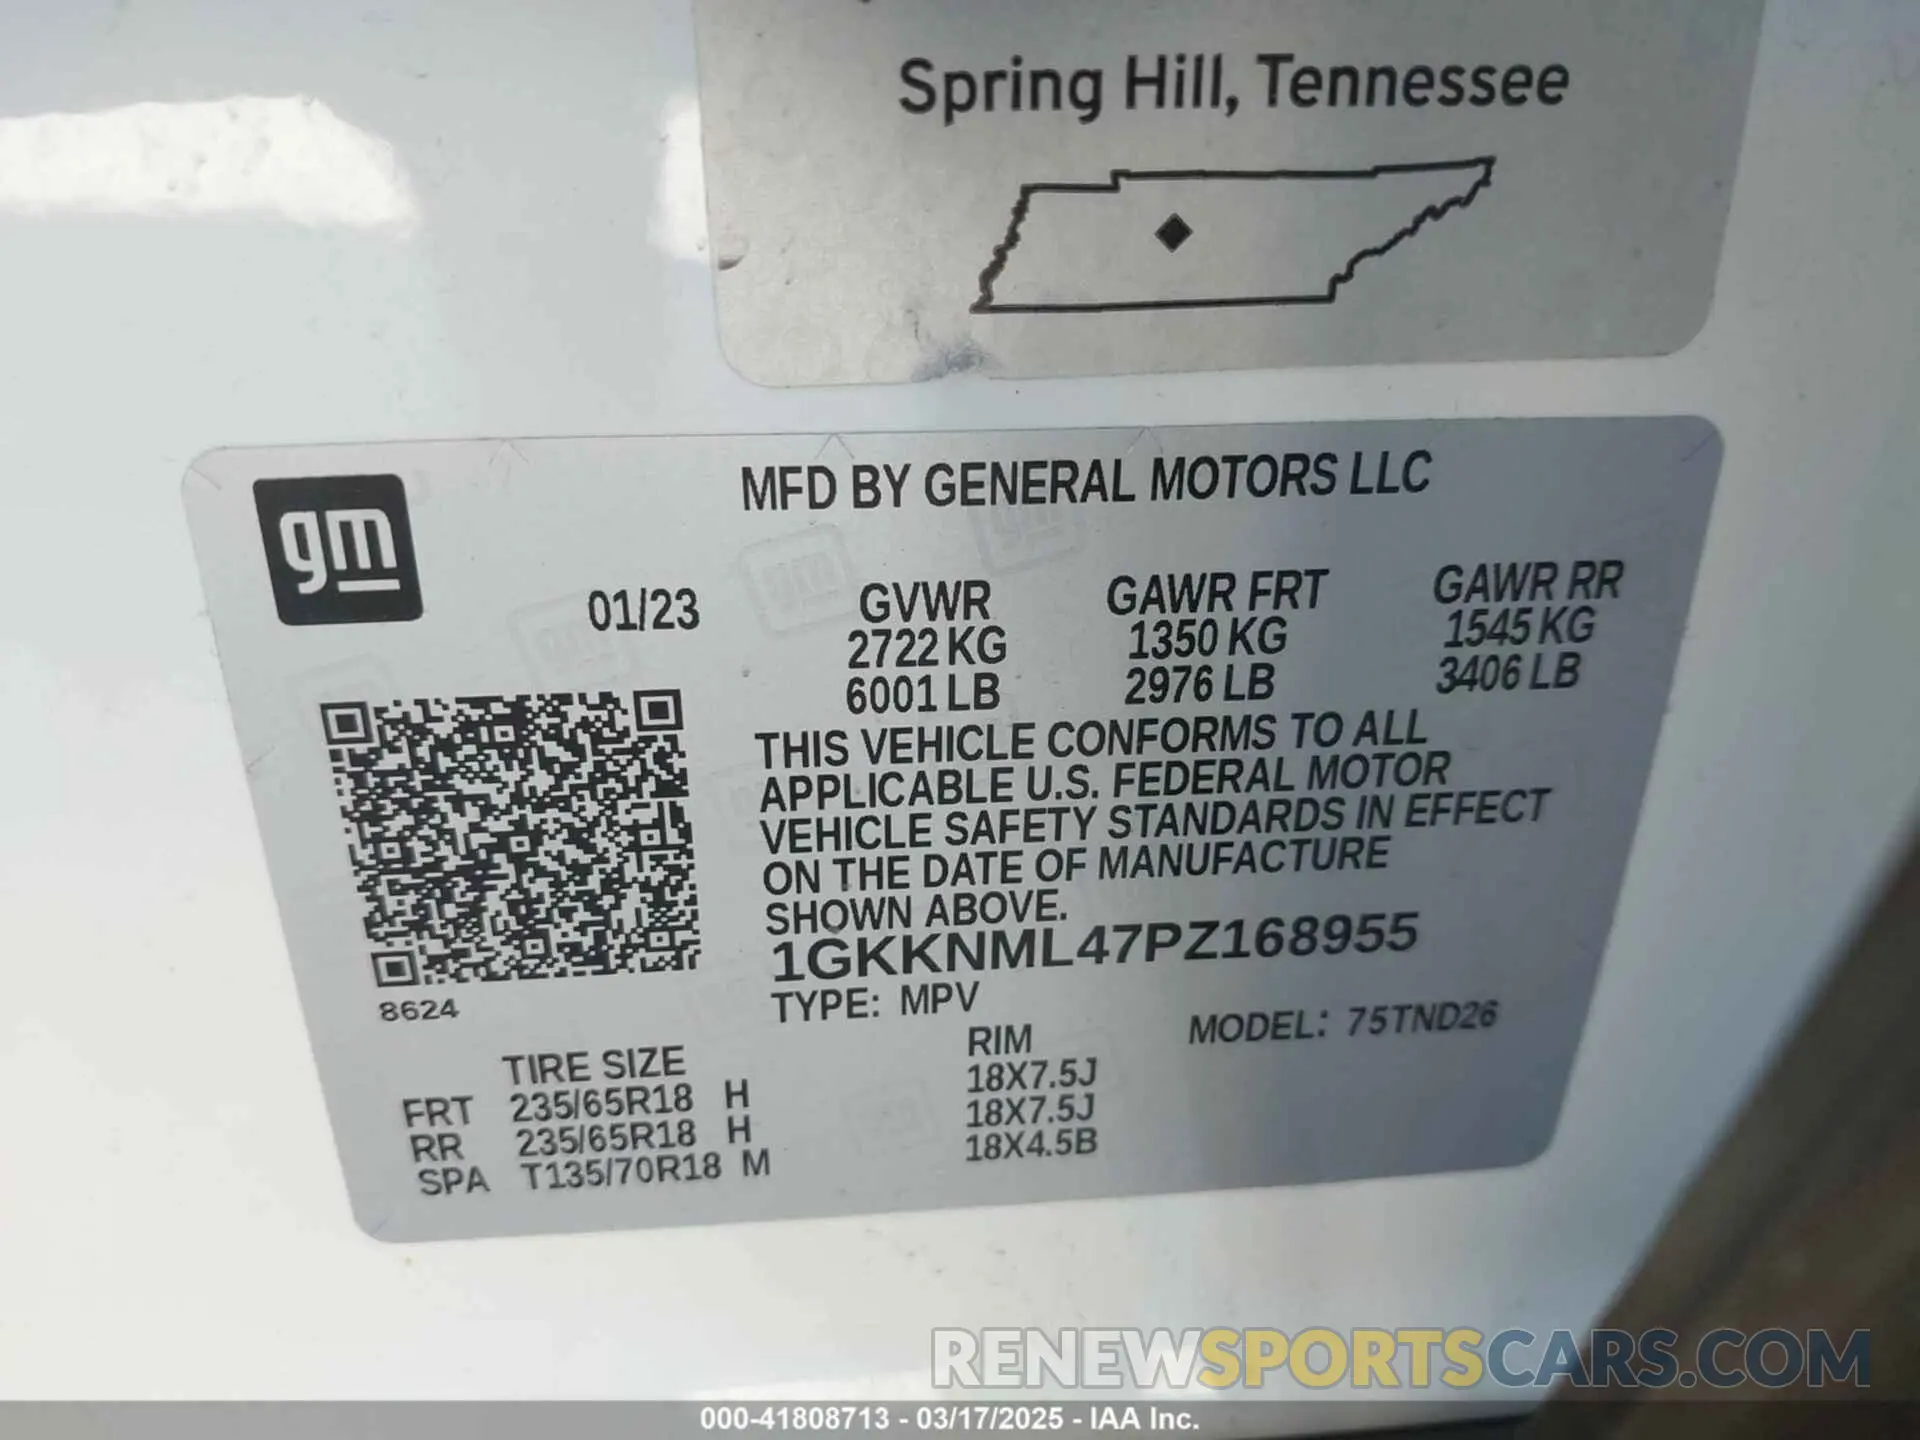 Spring Hill, Tennessee
MFD BY GENERAL MOTORS LLC
gm
01/23
GVWR GAWR FRT GAWR RR
2722 KG 1350 KG 1545 KG
6001 LB 2976 LB 3406 LB
THIS VEHICLE CONFORMS TO ALL
APPLICABLE U.S. FEDERAL MOTOR
VEHICLE SAFETY STANDARDS IN EFFECT
ON THE DATE OF MANUFACTURE
SHOWN ABOVE.
1GKKNML47PZ168955
8624
TYPE: MPV MODEL: 75TND26
TIRE SIZE RIM
FRT 235/65R18 H 18X7.5J
RR 235/65R18 H 18X7.5J
SPA T135/70R18 M 18X4.5B
RENEWSPORTSCARS.COM
000-41808713 - 03/17/2025 - IAA Inc.